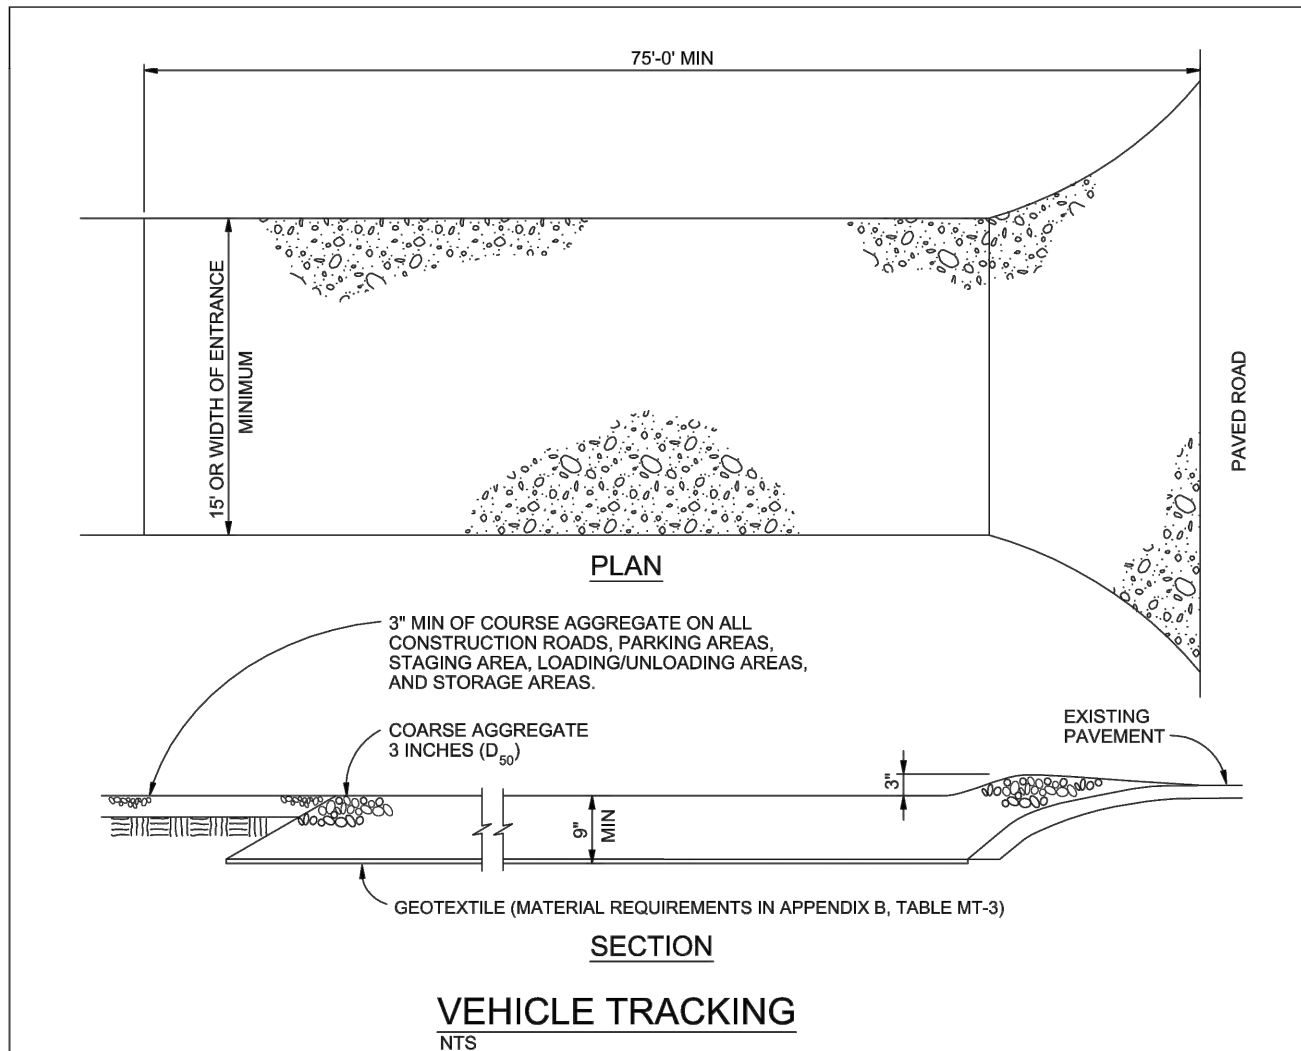 75'-0' MIN
15' OR WIDTH OF ENTRANCE
MINIMUM
PAVED ROAD
PLAN
3" MIN OF COURSE AGGREGATE ON ALL
CONSTRUCTION ROADS, PARKING AREAS,
STAGING AREA, LOADING/UNLOADING AREAS,
AND STORAGE AREAS.
COARSE AGGREGATE
3 INCHES (D50)
EXISTING
PAVEMENT
3"
9"
MIN
GEOTEXTILE (MATERIAL REQUIREMENTS IN APPENDIX B, TABLE MT-3)
SECTION
VEHICLE TRACKING
NTS